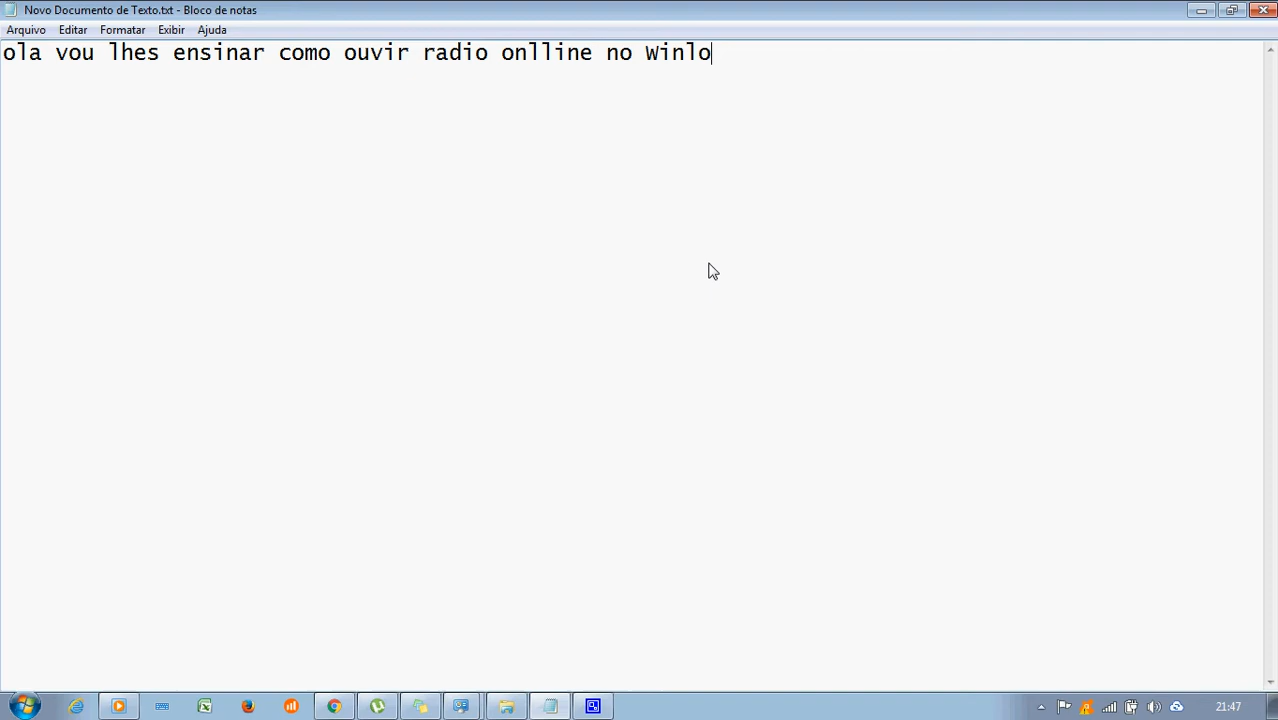 Novo Documento de Texto.txt - Bloco de notas
Arquivo Editar Formatar Exibir Ajuda
ola vou lhes ensinar como ouvir radio onlline no Winlo
21:47